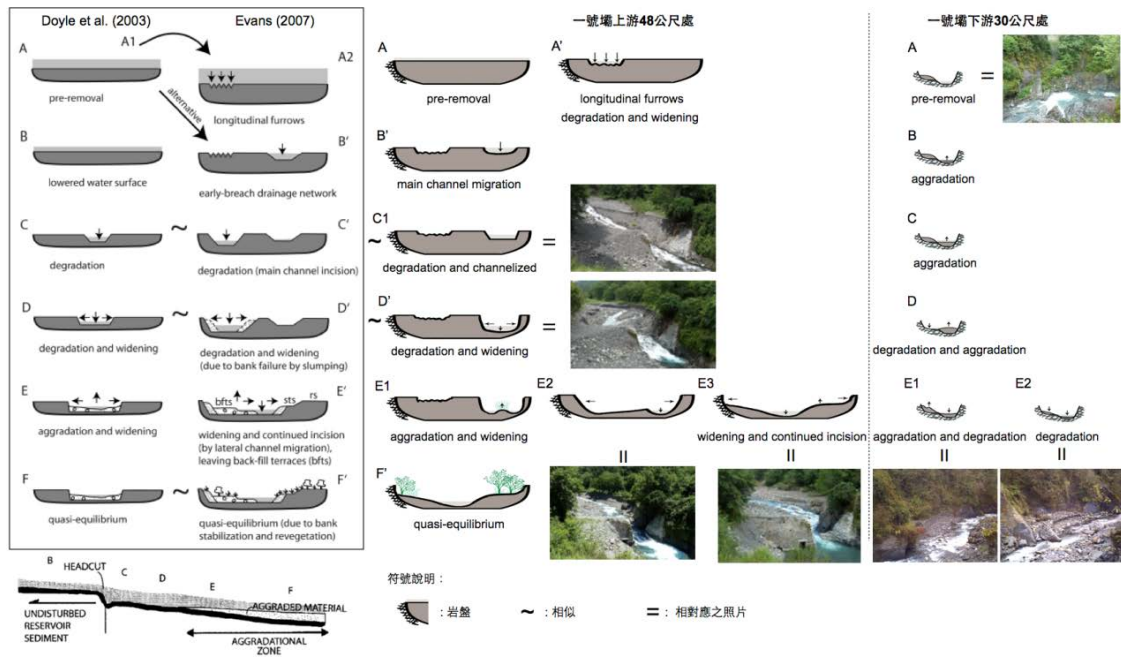 Doyle et al. (2003)
Evans (2007)
A
A1
A2
pre-removal
longitudinal furrows
alternative
B
B'
lowered water surface
early-breach drainage network
C
~
C'
degradation
degradation (main channel incision)
D
~
D'
degradation and widening
degradation and widening
(due to bank failure by slumping)
E
bfts
sts
rs
E'
aggradation and widening
widening and continued incision
(by lateral channel migration),
leaving back-fill terraces (bfts)
F
~
F'
quasi-equilibrium
quasi-equilibrium (due to bank
stabilization and revegetation)
B
HEADCUT
C
D
E
F
AGGRADED MATERIAL
UNDISTURBED
RESERVOIR
SEDIMENT
AGGRADATIONAL
ZONE
一號壩上游48公尺處
A
A'
pre-removal
longitudinal furrows
degradation and widening
B'
main channel migration
~
C1
=
degradation and channelized
~
D'
=
degradation and widening
E1
E2
E3
aggradation and widening
widening and continued incision
=
=
F'
quasi-equilibrium
符號說明：
：岩盤
~ ：相似
= ：相對應之照片
一號壩下游30公尺處
A
=
pre-removal
B
aggradation
C
aggradation
D
degradation and aggradation
E1
E2
aggradation and degradation
degradation
=
=